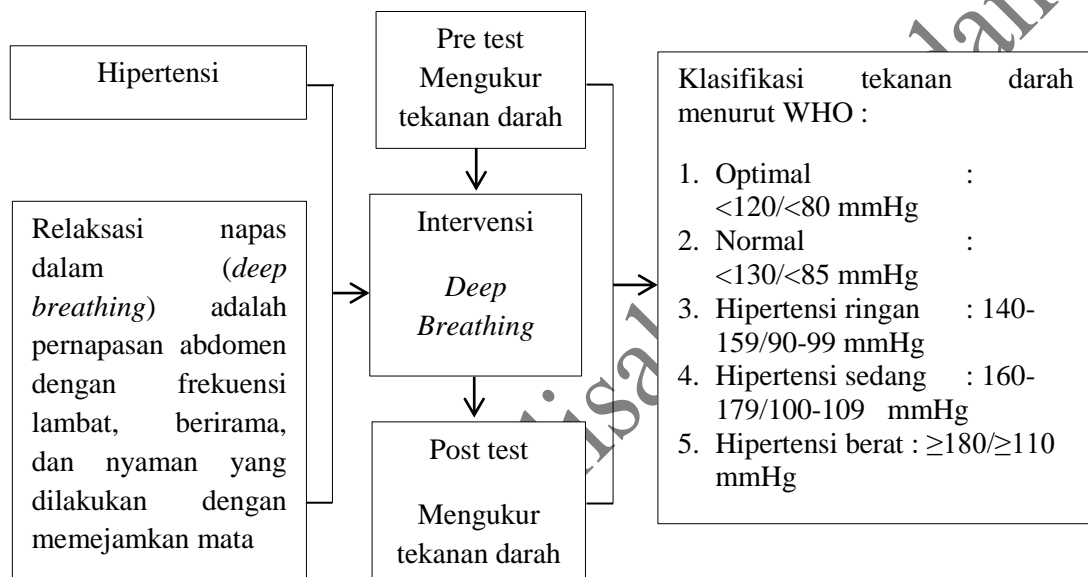 Hipertensi
Relaksasi napas
dalam (deep
breathing) adalah
pernapasan abdomen
dengan frekuensi
lambat, berirama,
dan nyaman yang
dilakukan dengan
memejamkan mata
Pre test
Mengukur
tekanan darah
Intervensi
Deep
Breathing
Post test
Mengukur
tekanan darah
Klasifikasi tekanan darah
menurut WHO :
1. Optimal :
<120/<80 mmHg
2. Normal :
<130/<85 mmHg
3. Hipertensi ringan : 140-
159/90-99 mmHg
4. Hipertensi sedang : 160-
179/100-109 mmHg
5. Hipertensi berat : ≥180/≥110
mmHg